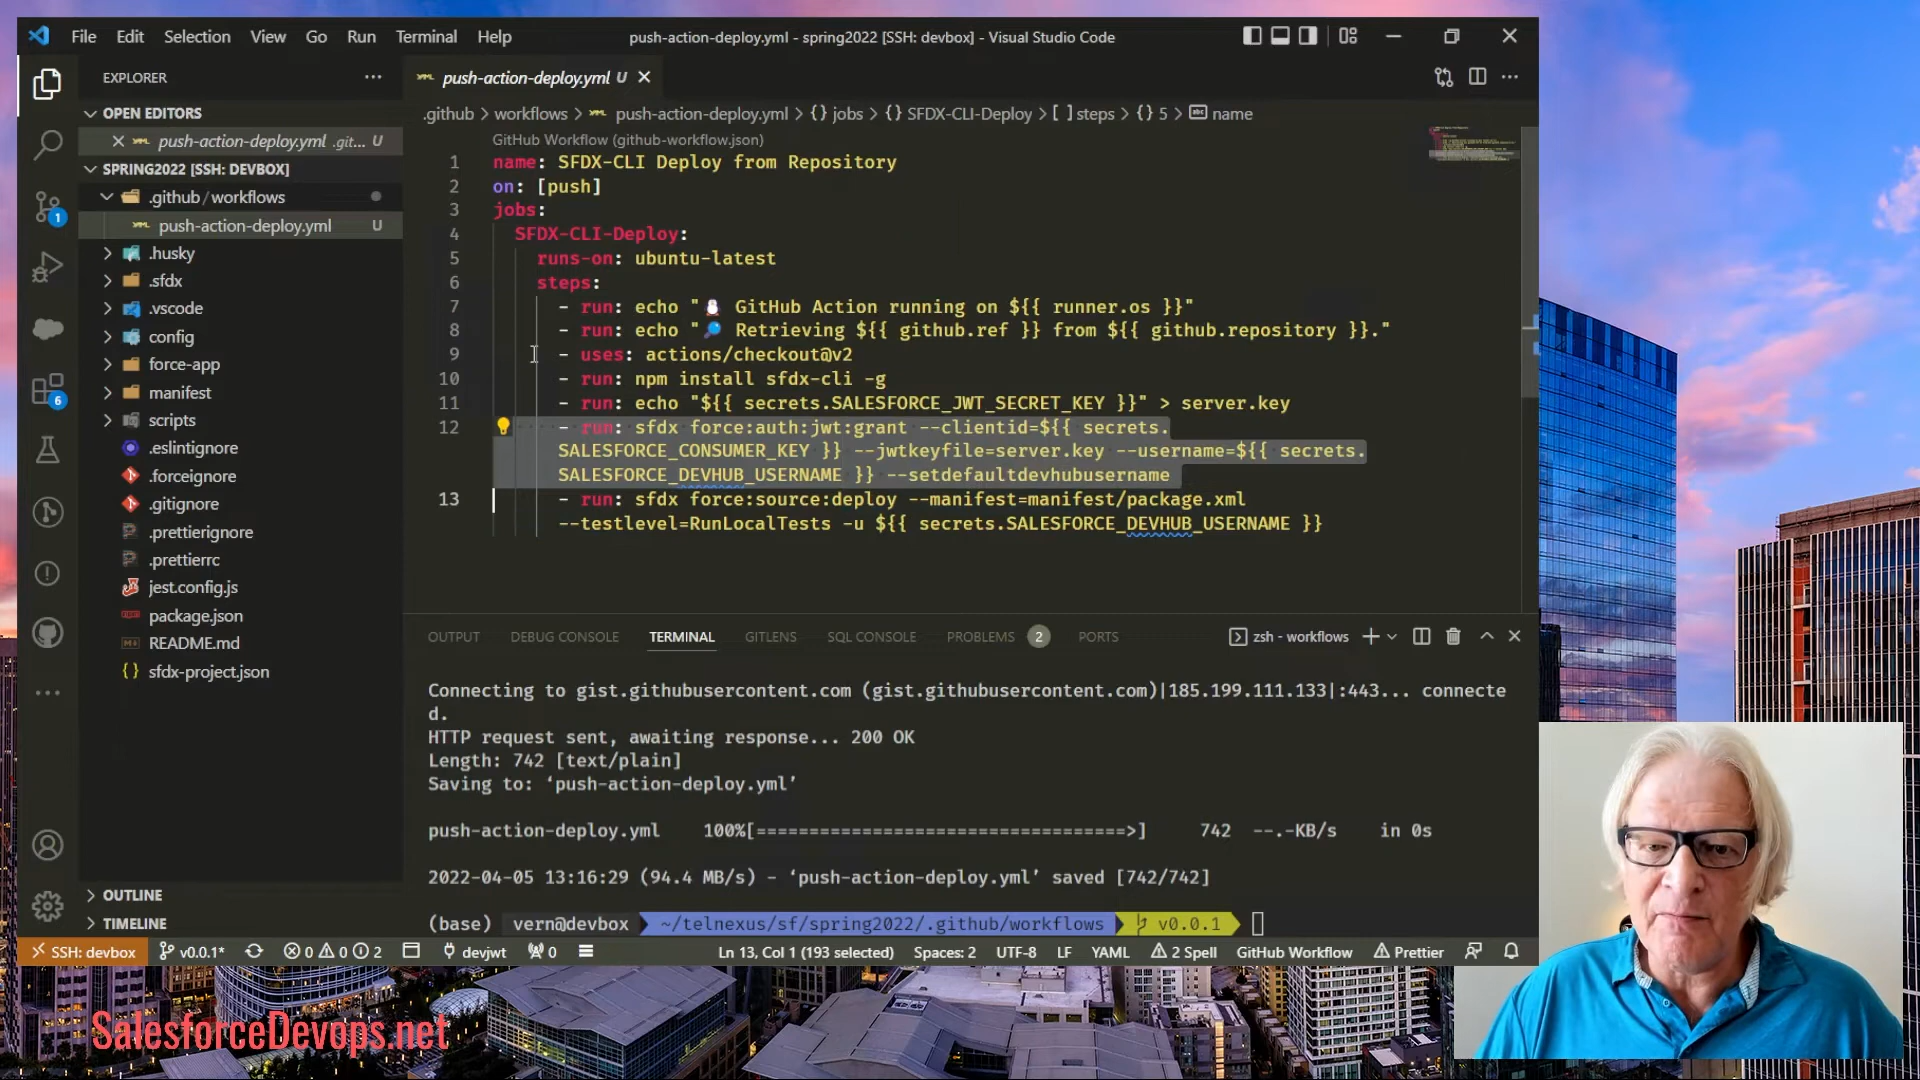 File Edit Selection View Go Run Terminal Help
push-action-deploy.yml - spring2022 [SSH: devbox] - Visual Studio Code
EXPLORER
OPEN EDITORS
push-action-deploy.yml .git... U
SPRING2022 [SSH: DEVBOX]
.github/workflows
push-action-deploy.yml U
.husky
.sfdx
.vscode
config
force-app
manifest
scripts
.eslintignore
.forceignore
.gitignore
.prettierignore
.prettierrc
jest.config.js
package.json
README.md
sfdx-project.json
OUTLINE
TIMELINE
1
6
push-action-deploy.yml U
.github > workflows > push-action-deploy.yml > {} jobs > {} SFDX-CLI-Deploy > [ ] steps > {} 5 > name
GitHub Workflow (github-workflow.json)
1 name: SFDX-CLI Deploy from Repository
2 on: [push]
3 jobs:
4 SFDX-CLI-Deploy:
5 runs-on: ubuntu-latest
6 steps:
7 - run: echo "🐧 GitHub Action running on ${{ runner.os }}"
8 - run: echo "🔎 Retrieving ${{ github.ref }} from ${{ github.repository }}."
9 - uses: actions/checkout@v2
10 - run: npm install sfdx-cli -g
11 - run: echo "${{ secrets.SALESFORCE_JWT_SECRET_KEY }}" > server.key
12 - run: sfdx force:auth:jwt:grant --clientid=${{ secrets.
SALESFORCE_CONSUMER_KEY }} --jwtkeyfile=server.key --username=${{ secrets.
SALESFORCE_DEVHUB_USERNAME }} --setdefaultdevhubusername
13 - run: sfdx force:source:deploy --manifest=manifest/package.xml
--testlevel=RunLocalTests -u ${{ secrets.SALESFORCE_DEVHUB_USERNAME }}
OUTPUT DEBUG CONSOLE TERMINAL GITLENS SQL CONSOLE PROBLEMS 2 PORTS
zsh - workflows
Connecting to gist.githubusercontent.com (gist.githubusercontent.com)|185.199.111.133|:443... connecte
d.
HTTP request sent, awaiting response... 200 OK
Length: 742 [text/plain]
Saving to: ‘push-action-deploy.yml’
push-action-deploy.yml 100%[===================================>] 742 --.-KB/s in 0s
2022-04-05 13:16:29 (94.4 MB/s) - ‘push-action-deploy.yml’ saved [742/742]
(base) vern@devbox ~/telnexus/sf/spring2022/.github/workflows v0.0.1
SSH: devbox v0.0.1* 0 0 2 devjwt 0 Ln 13, Col 1 (193 selected) Spaces: 2 UTF-8 LF YAML 2 Spell GitHub Workflow Prettier
SalesforceDevops.net